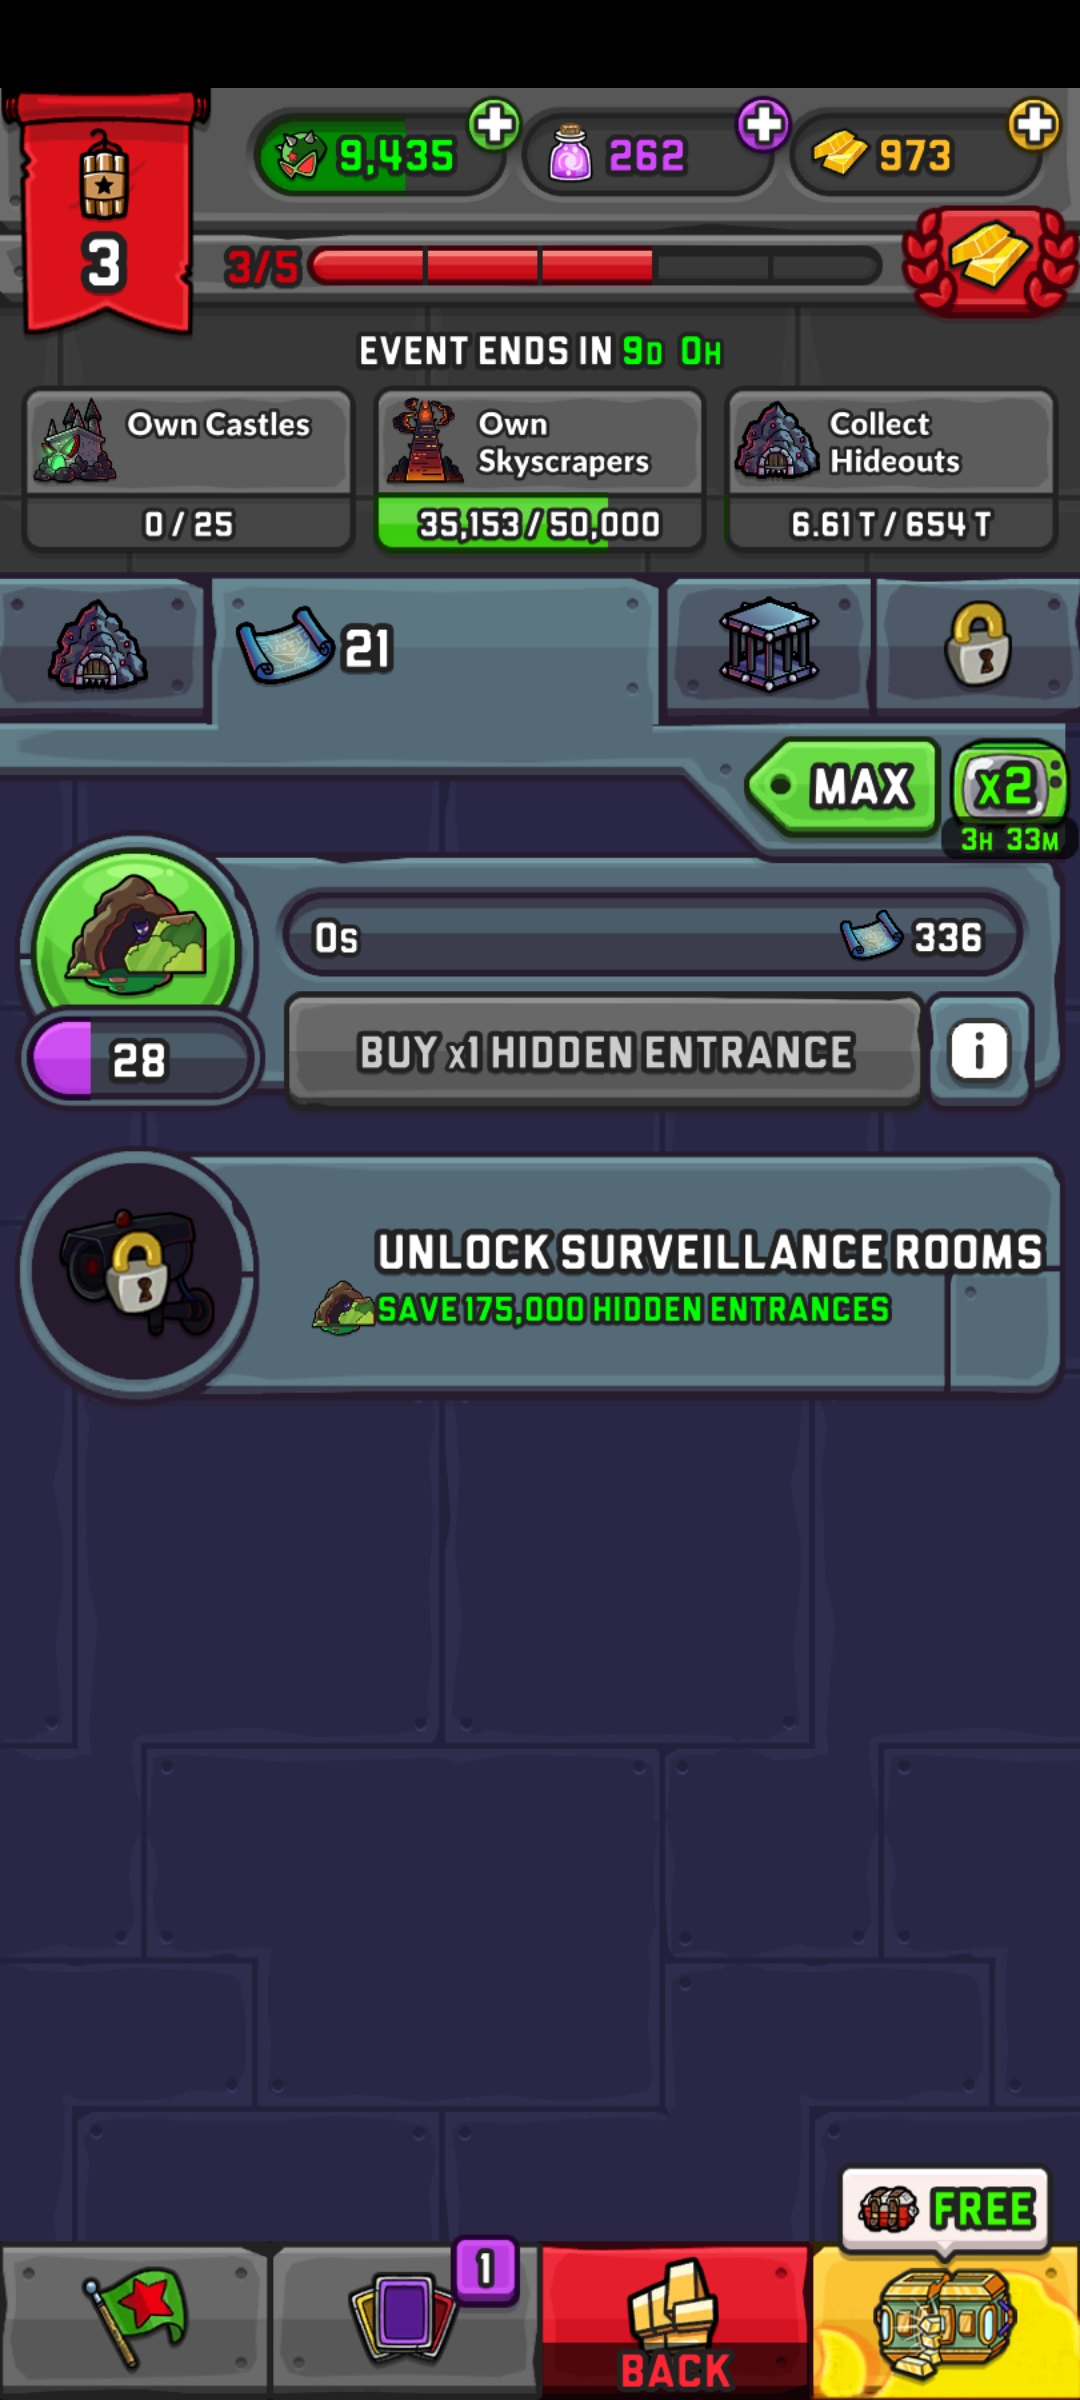 9,435
262
973
3
3/5
EVENT ENDS IN 9D 0H
Own Castles
0 / 25
Own
Skyscrapers
35,153 / 50,000
Collect
Hideouts
6.61 T / 654 T
21
MAX
x2
3H 33M
0s
336
28
BUY x1 HIDDEN ENTRANCE
i
UNLOCK SURVEILLANCE ROOMS
SAVE 175,000 HIDDEN ENTRANCES
FREE
1
BACK